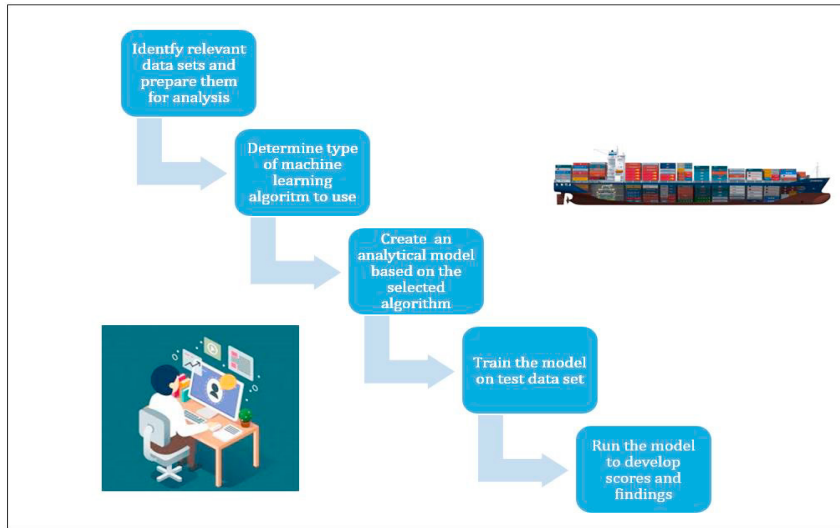 Identfy relevant
data sets and
prepare them
for analysis
Determine type
of machine
learning
algoritm to use
Create an
analytical model
based on the
selected
algorithm
Train the model
on test data set
Run the model
to develop
scores and
findings